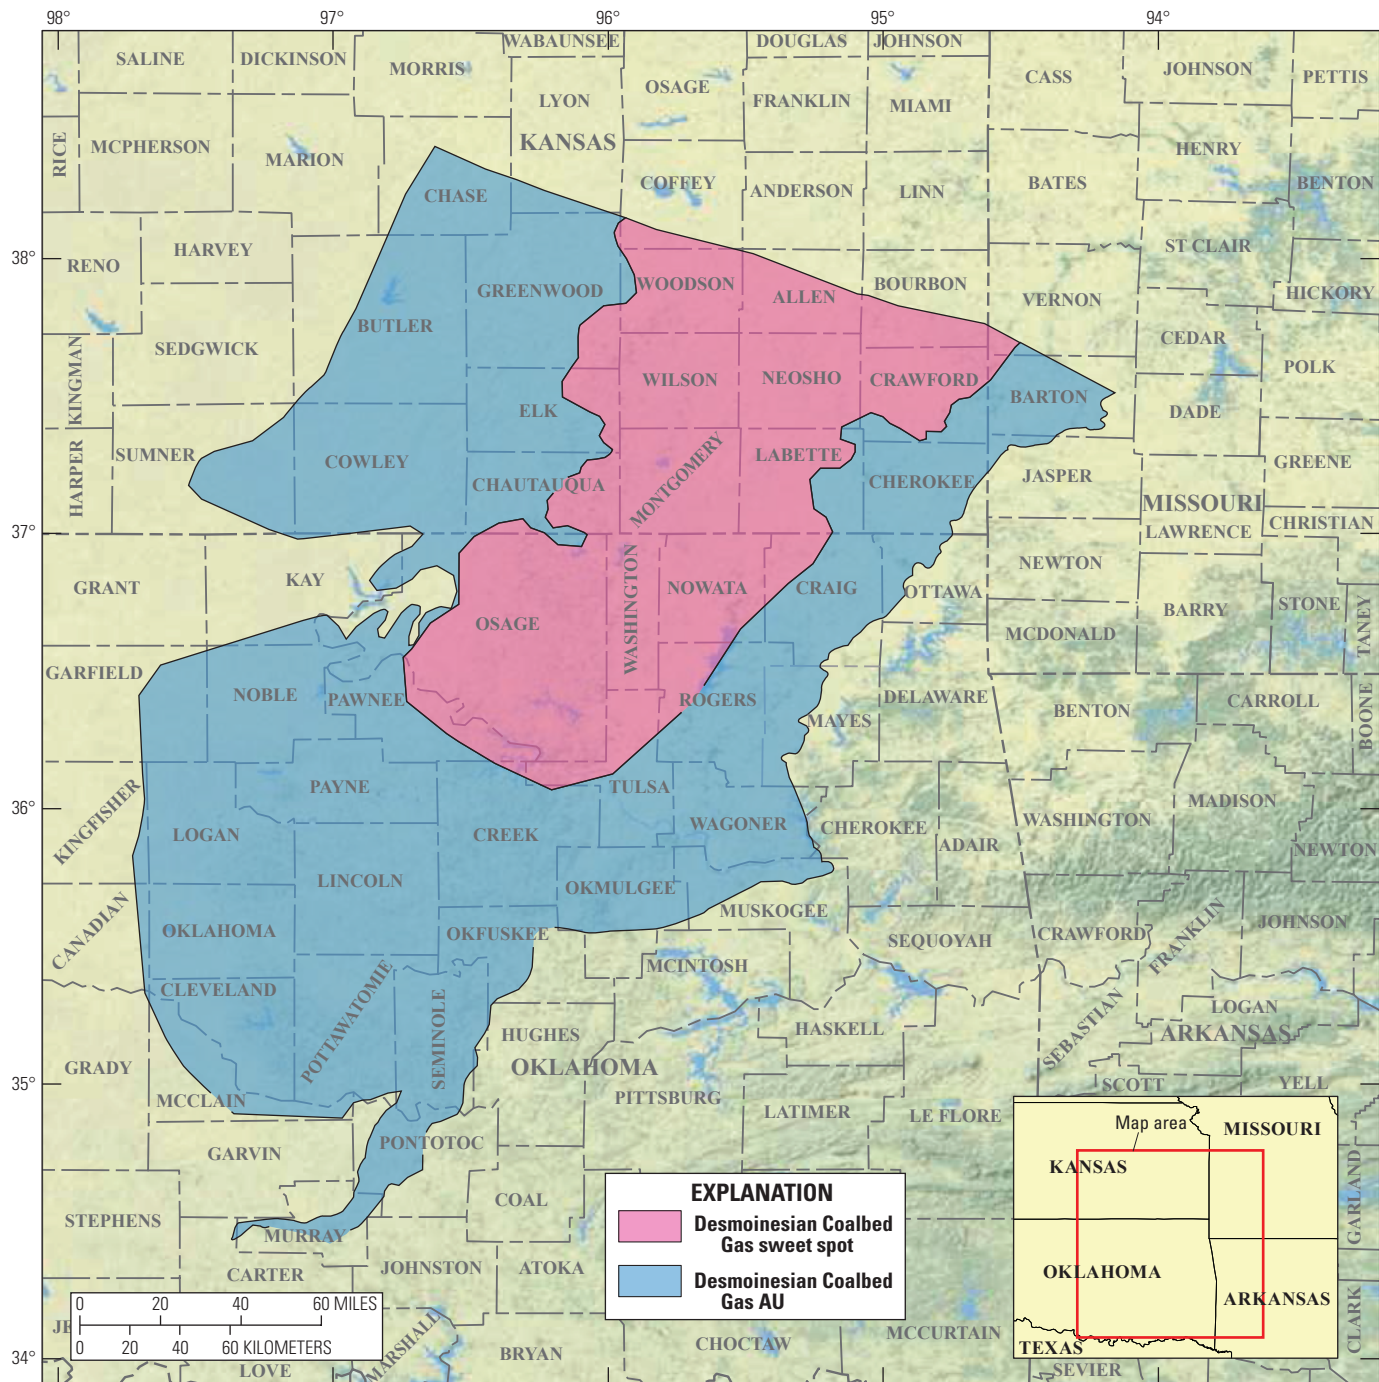 98° 97° 96° 95° 94°
WABAUNSEE DOUGLAS JOHNSON
SALINE DICKINSON MORRIS OSAGE CASS JOHNSON PETTIS
LYON FRANKLIN MIAMI
RICE MCPHERSON MARION KANSAS HENRY
CHASE COFFEY ANDERSON LINN BATES BENTON
HARVEY ST CLAIR
38° RENO
GREENWOOD WOODSON ALLEN BOURBON VERNON HICKORY
BUTLER
SEDGWICK CEDAR
KINGMAN WILSON NEOSHO CRAWFORD POLK
ELK BARTON DADE
HARPER SUMNER COWLEY MONTGOMERY LABETTE GREENE
CHAUTAUQUA CHEROKEE JASPER
MISSOURI
37° LAWRENCE CHRISTIAN
GRANT KAY WASHINGTON NOWATA CRAIG OTTAWA NEWTON
OSAGE BARRY STONE TANEY
MCDONALD
GARFIELD NOBLE PAWNEE ROGERS DELAWARE BENTON CARROLL BOONE
MAYES
KINGFISHER PAYNE TULSA MADISON
36°
LOGAN CREEK WAGONER CHEROKEE WASHINGTON
ADAIR NEWTON
LINCOLN OKMULGEE
CANADIAN MUSKOGEE
OKLAHOMA OKFUSKEE SEQUOYAH CRAWFORD FRANKLIN JOHNSON
MCINTOSH
CLEVELAND POTTAWATOMIE SEMINOLE SEBASTIAN LOGAN
HUGHES HASKELL ARKANSAS
GRADY OKLAHOMA
35° SCOTT YELL
MCCLAIN PITTSBURG LATIMER LE FLORE
GARVIN PONTOTOC
STEPHENS COAL GARLAND
MURRAY
CARTER JOHNSTON ATOKA
MARSHALL CLARK
JE
BRYAN CHOCTAW MCCURTAIN
34° LOVE SEVIER
EXPLANATION
Desmoinesian Coalbed
Gas sweet spot
Desmoinesian Coalbed
Gas AU
0 20 40 60 MILES
0 20 40 60 KILOMETERS
Map area
MISSOURI
KANSAS
OKLAHOMA
ARKANSAS
TEXAS